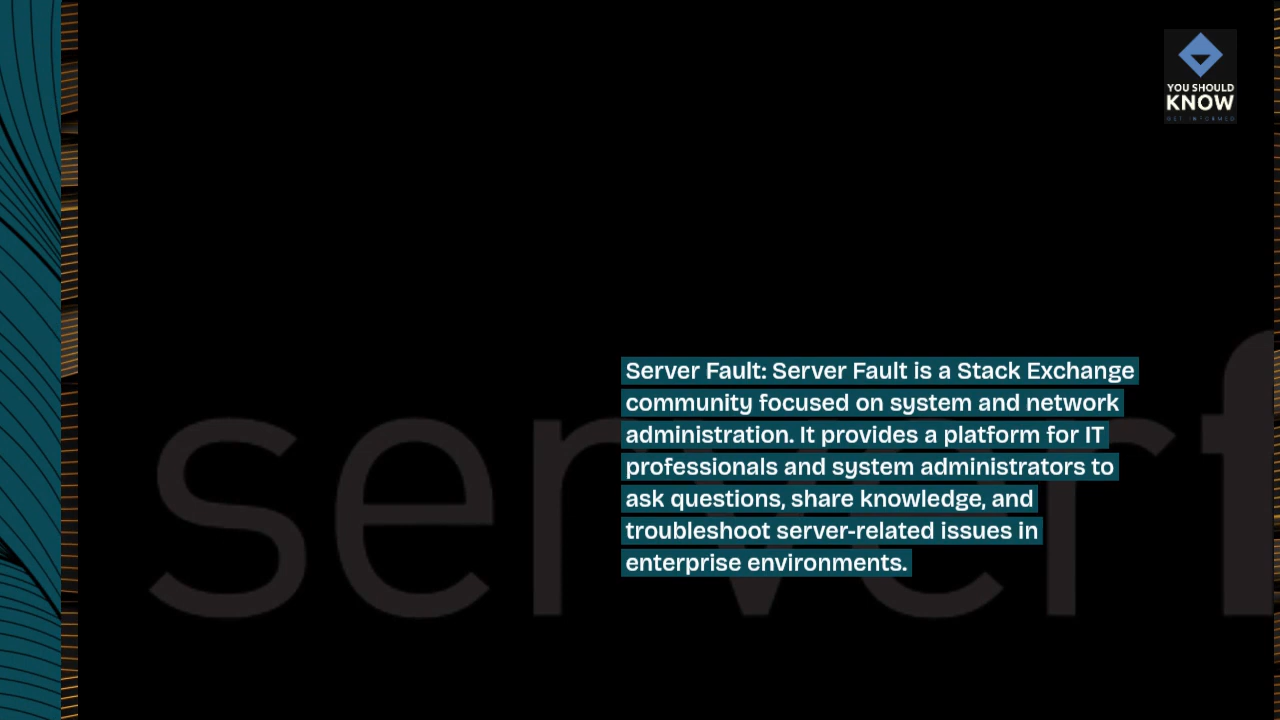 YOU SHOULD
KNOW
GET INFORMED
Server Fault: Server Fault is a Stack Exchange
community focused on system and network
administration. It provides a platform for IT
professionals and system administrators to
ask questions, share knowledge, and
troubleshoot server-related issues in
enterprise environments.
serverf